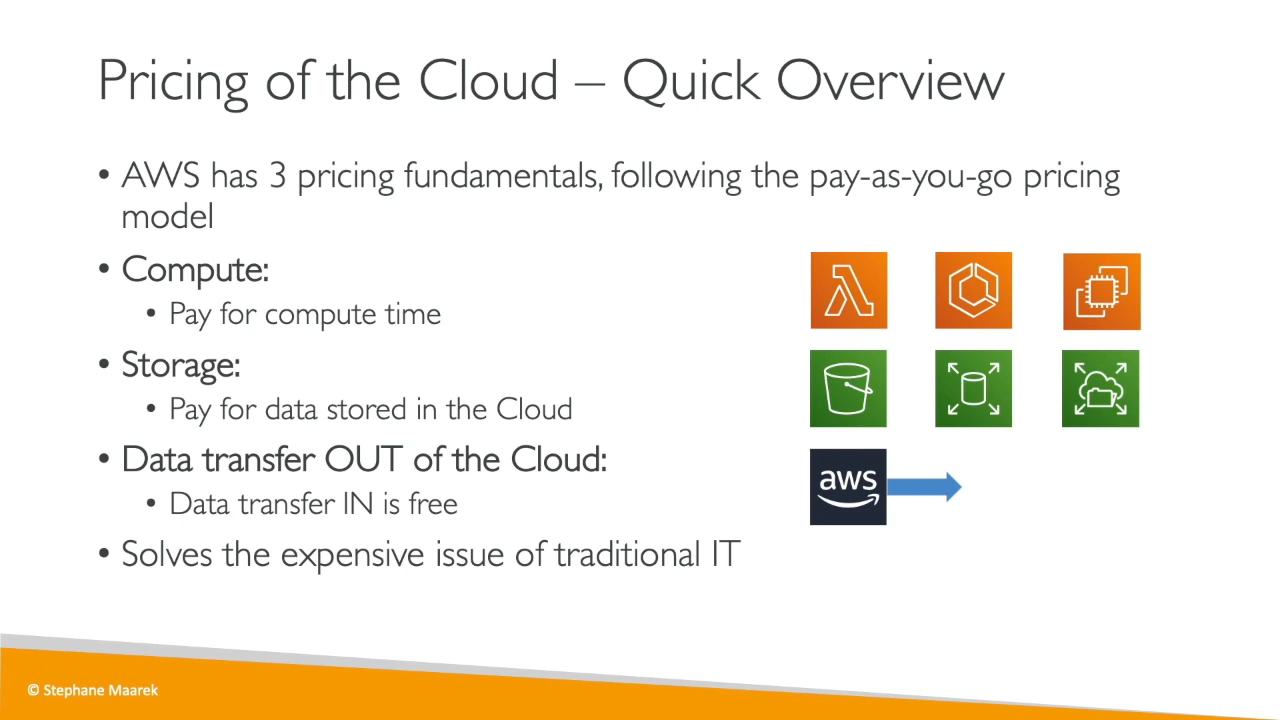 Pricing of the Cloud – Quick Overview
• AWS has 3 pricing fundamentals, following the pay-as-you-go pricing
model
• Compute:
• Pay for compute time
• Storage:
• Pay for data stored in the Cloud
• Data transfer OUT of the Cloud:
• Data transfer IN is free
aws
• Solves the expensive issue of traditional IT
© Stephane Maarek